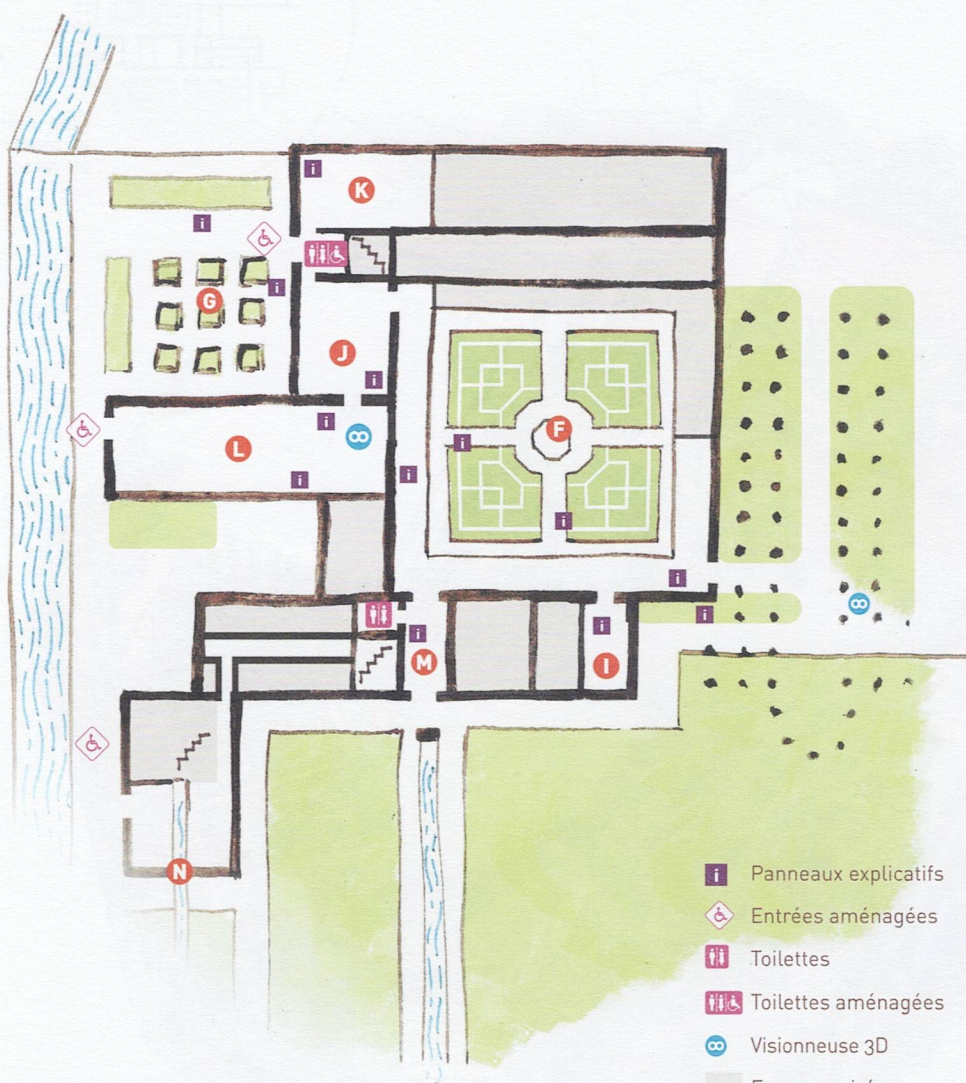 K
G
J
F
L
M
I
N
i Panneaux explicatifs
Entrées aménagées
Toilettes
Toilettes aménagées
Visionneuse 3D